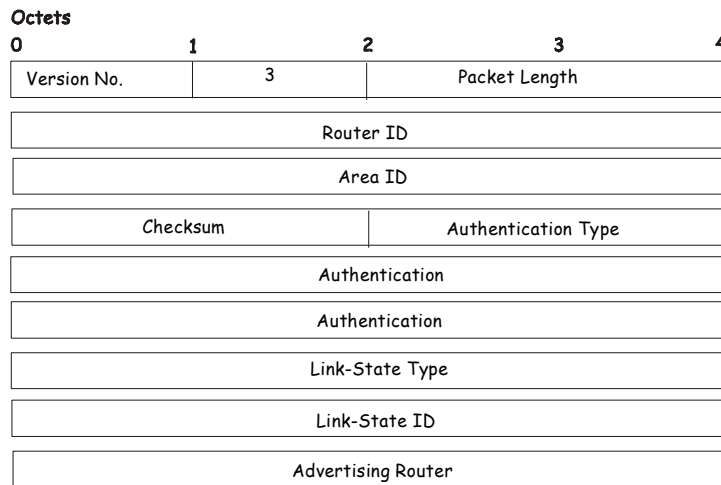 Octets
0 1 2 3 4
Version No. 3 Packet Length
Router ID
Area ID
Checksum Authentication Type
Authentication
Authentication
Link-State Type
Link-State ID
Advertising Router